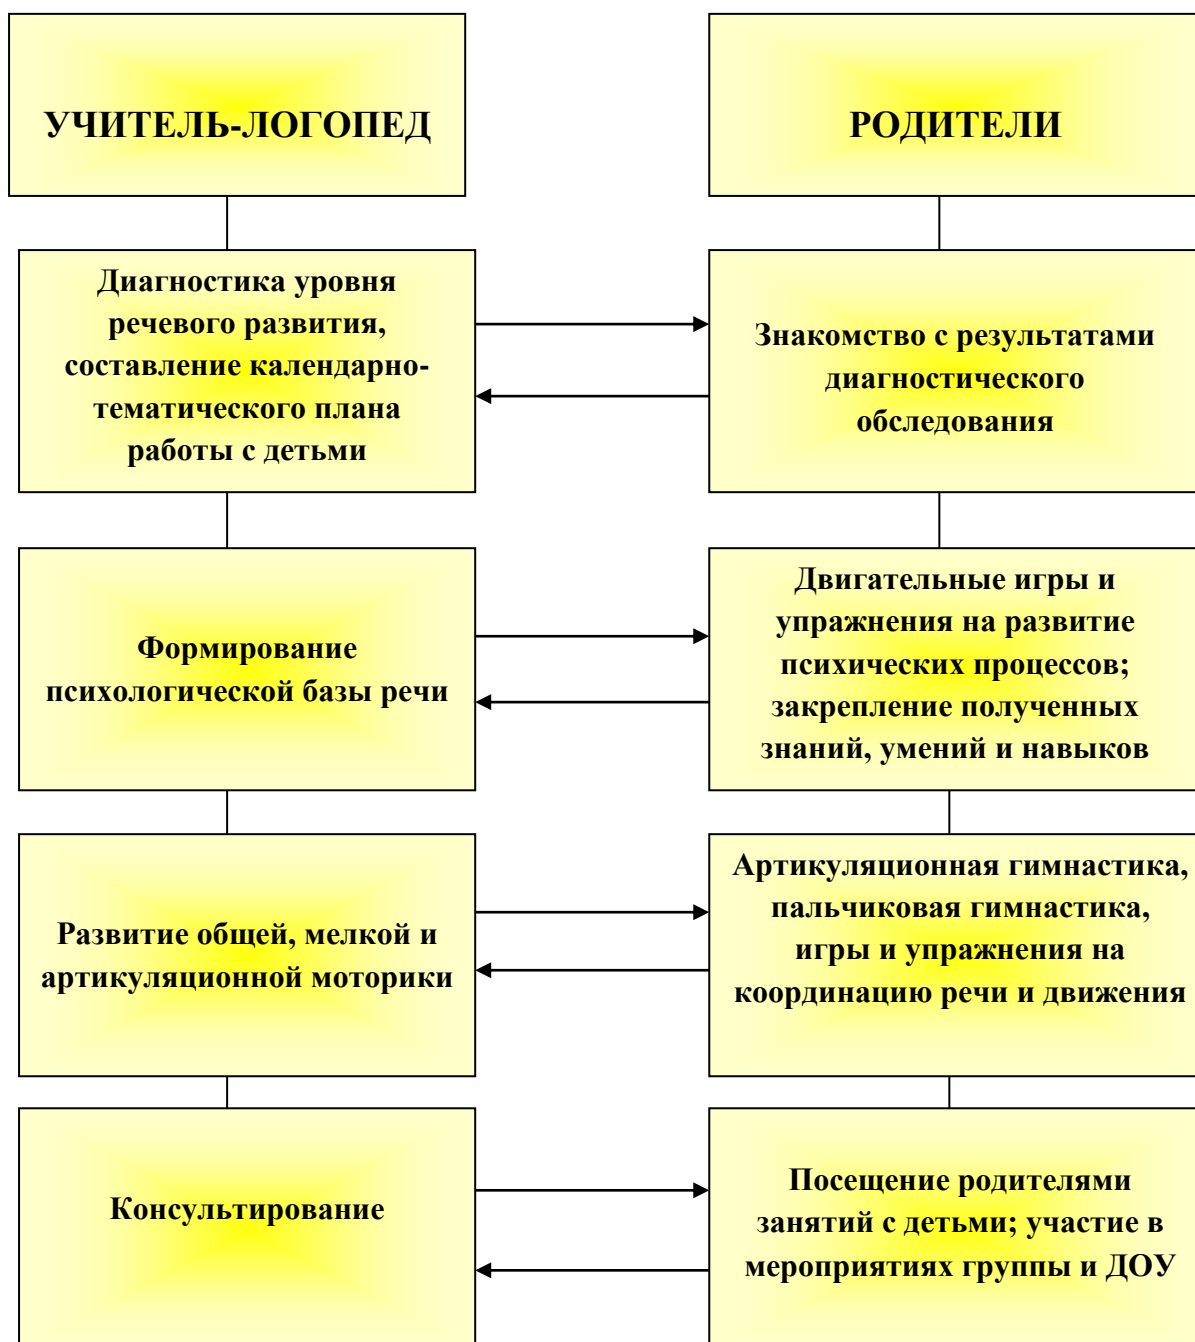 УЧИТЕЛЬ-ЛОГОПЕД
РОДИТЕЛИ
Диагностика уровня
речевого развития,
составление календарно-
тематического плана
работы с детьми
Знакомство с результатами
диагностического
обследования
Формирование
психологической базы речи
Двигательные игры и
упражнения на развитие
психических процессов;
закрепление полученных
знаний, умений и навыков
Развитие общей, мелкой и
артикуляционной моторики
Артикуляционная гимнастика,
пальчиковая гимнастика,
игры и упражнения на
координацию речи и движения
Консультирование
Посещение родителями
занятий с детьми; участие в
мероприятиях группы и ДОУ